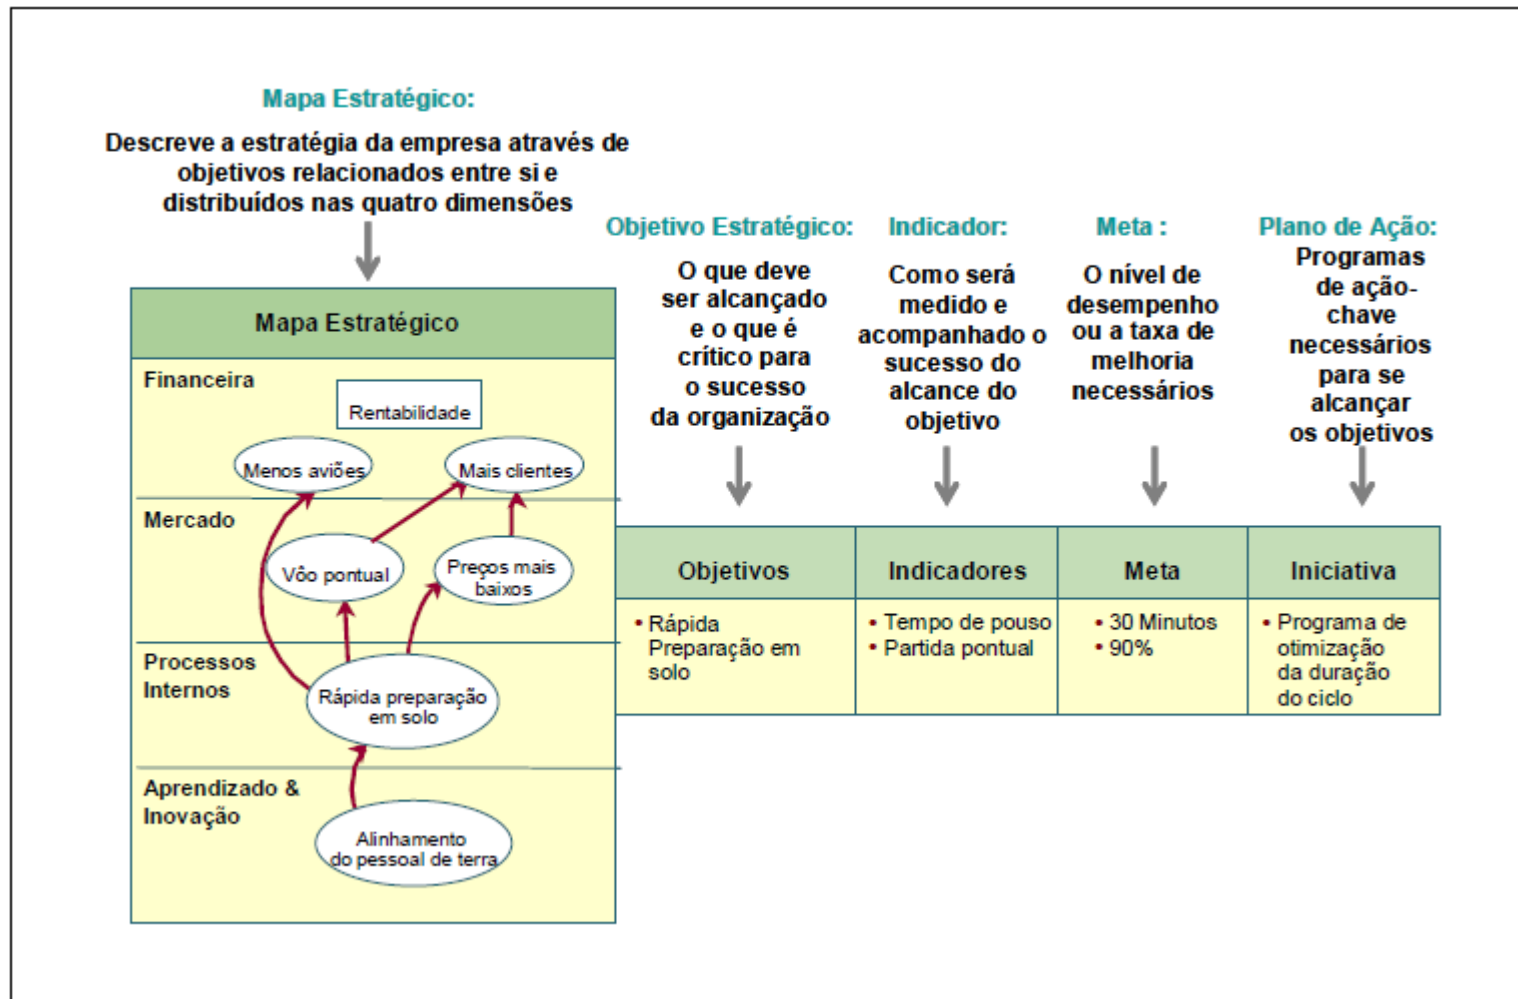 Mapa Estratégico:
Descreve a estratégia da empresa através de
objetivos relacionados entre si e
distribuídos nas quatro dimensões
Objetivo Estratégico:
O que deve
ser alcançado
e o que é
crítico para
o sucesso
da organização
Indicador:
Como será
medido e
acompanhado o
sucesso do
alcance do
objetivo
Meta :
O nível de
desempenho
ou a taxa de
melhoria
necessários
Plano de Ação:
Programas
de ação-
chave
necessários
para se
alcançar
os objetivos
Mapa Estratégico
Financeira
Rentabilidade
Menos aviões
Mais clientes
Mercado
Vôo pontual
Preços mais
baixos
Processos
Internos
Rápida preparação
em solo
Aprendizado &
Inovação
Alinhamento
do pessoal de terra
Objetivos
• Rápida
Preparação em
solo
Indicadores
• Tempo de pouso
• Partida pontual
Meta
• 30 Minutos
• 90%
Iniciativa
• Programa de
otimização
da duração
do ciclo